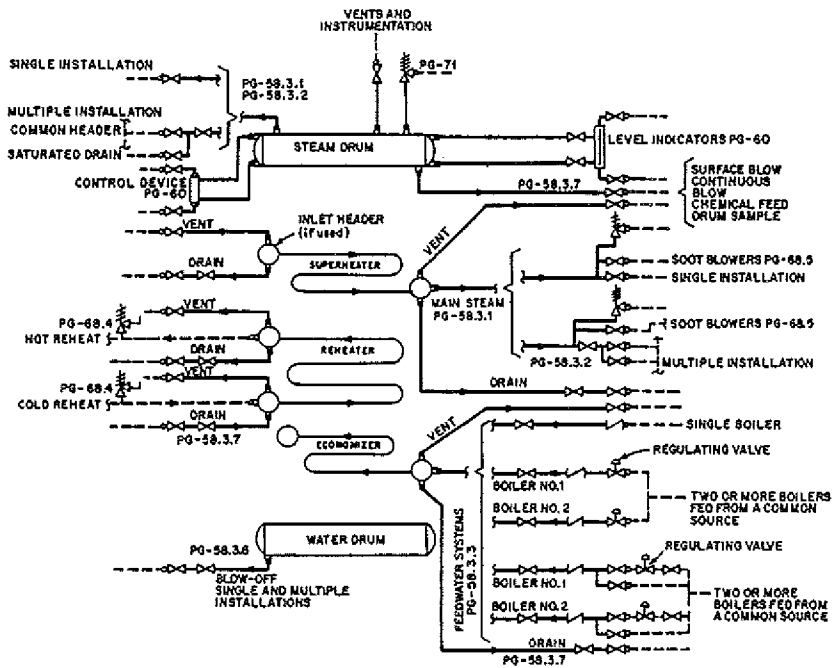 VENTS AND
INSTRUMENTATION
SINGLE INSTALLATION
PG-58.3.1
PG-58.3.2
PG-71
MULTIPLE INSTALLATION
COMMON HEADER
SATURATED DRAIN
STEAM DRUM
LEVEL INDICATORS PG-60
CONTROL DEVICE
PG-60
PG-58.3.7
SURFACE BLOW
CONTINUOUS
BLOW
CHEMICAL FEED
DRUM SAMPLE
VENT
INLET HEADER
(if used)
DRAIN
SUPERHEATER
VENT
SOOT BLOWERS PG-68.5
SINGLE INSTALLATION
MAIN STEAM
PG-58.3.1
PG-68.4
VENT
HOT REHEAT
REHEATER
SOOT BLOWERS PG-68.5
DRAIN
PG-58.3.2
MULTIPLE INSTALLATION
PG-68.4
VENT
COLD REHEAT
DRAIN
DRAIN
PG-58.3.7
ECONOMIZER
VENT
SINGLE BOILER
REGULATING VALVE
BOILER NO.1
TWO OR MORE BOILERS
FED FROM A COMMON
SOURCE
BOILER NO. 2
WATER DRUM
FEEDWATER SYSTEMS
PG-58.3.3
REGULATING VALVE
PG-58.3.6
BLOW-OFF
SINGLE AND MULTIPLE
INSTALLATIONS
BOILER NO.1
TWO OR MORE
BOILERS FED FROM
A COMMON SOURCE
BOILER NO.2
DRAIN
PG-58.3.7